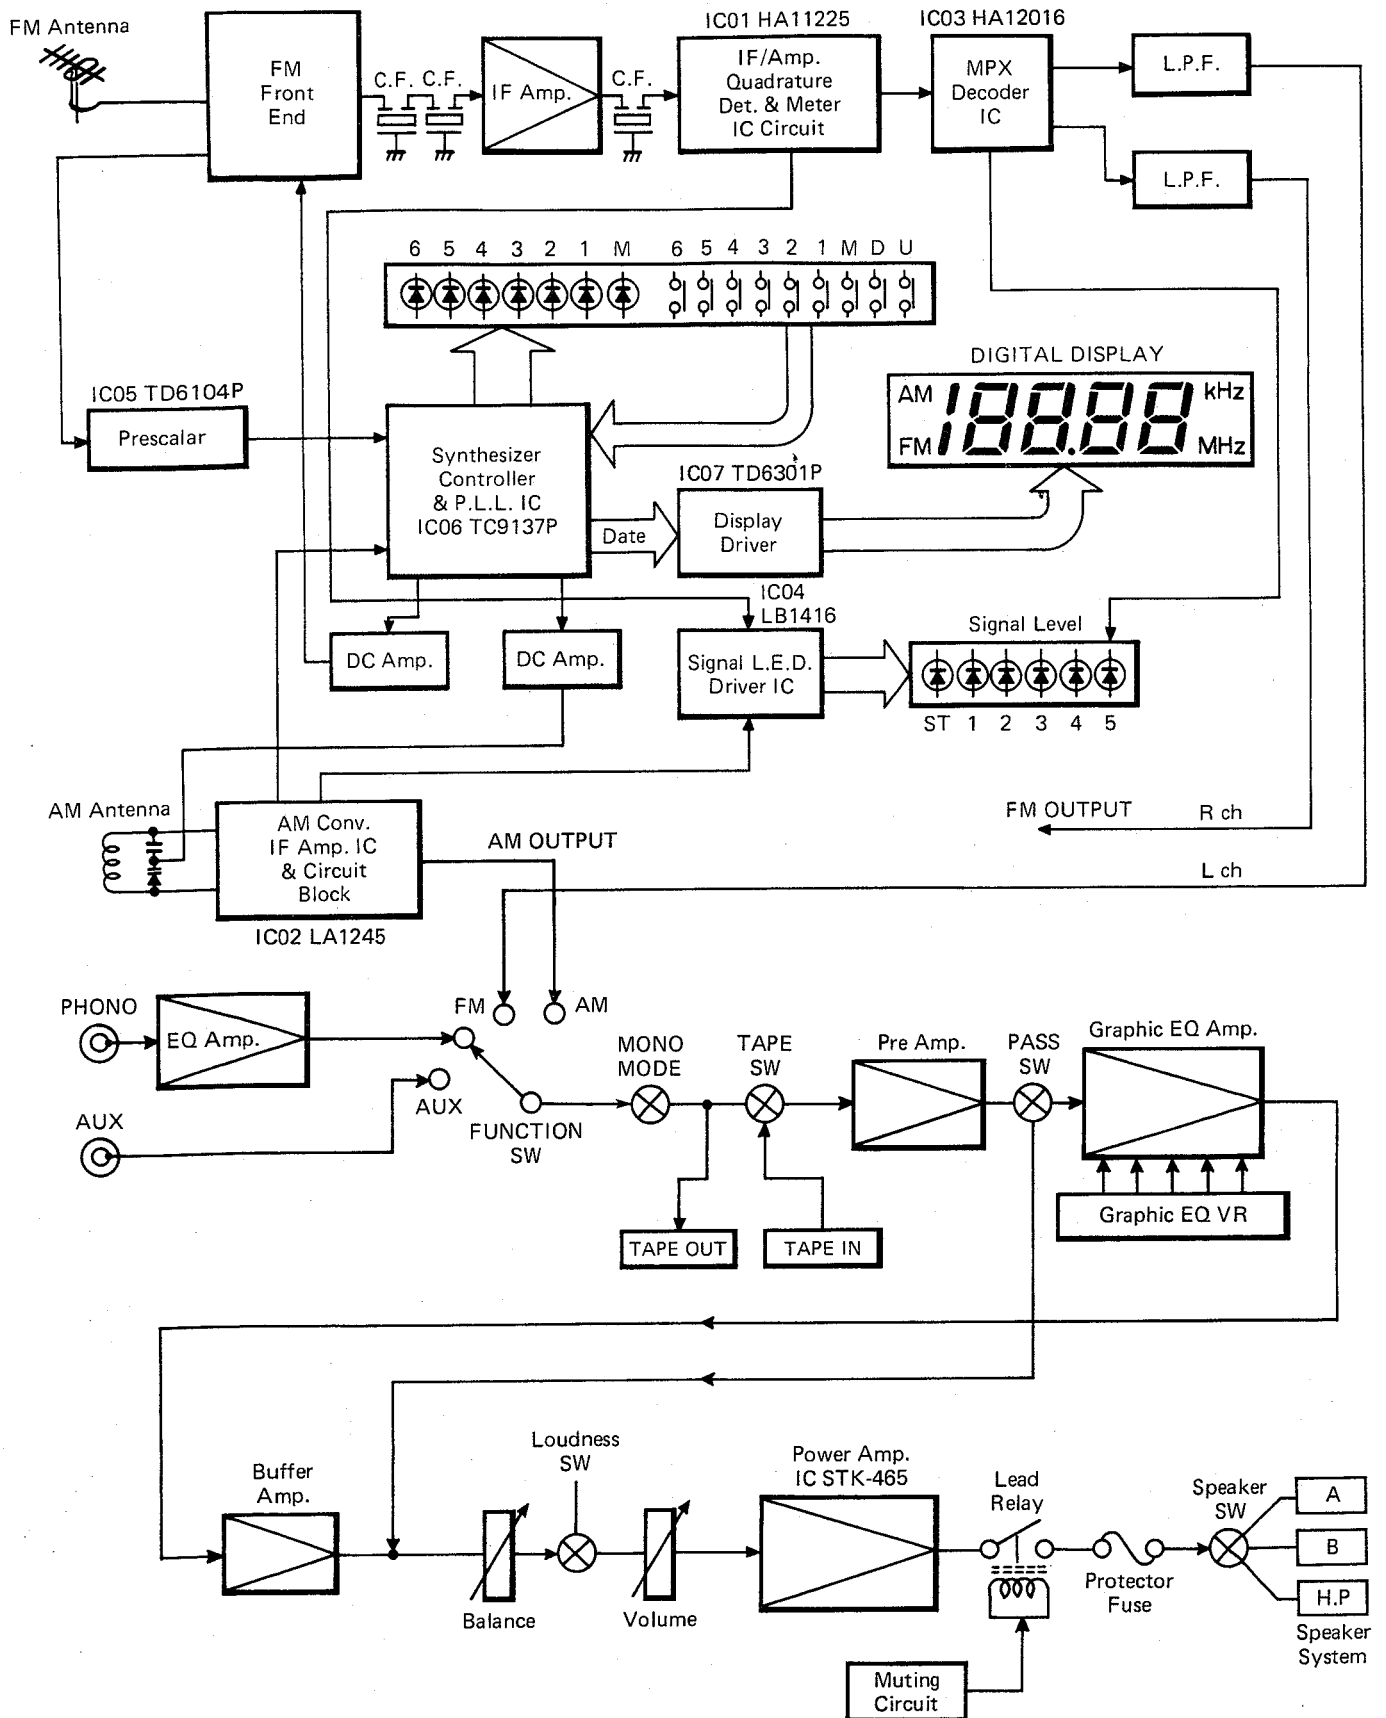 FM Antenna
FM
Front
End
C.F.
C.F.
IF Amp.
C.F.
IC01 HA11225
IF/Amp.
Quadrature
Det. & Meter
IC Circuit
IC03 HA12016
MPX
Decoder
IC
L.P.F.
L.P.F.
6 5 4 3 2 1 M
6 5 4 3 2 1 M D U
DIGITAL DISPLAY
AM
FM
188.88
kHz
MHz
IC05 TD6104P
Prescalar
Synthesizer
Controller
& P.L.L. IC
IC06 TC9137P
Date
IC07 TD6301P
Display
Driver
IC04
LB1416
Signal L.E.D.
Driver IC
Signal Level
ST 1 2 3 4 5
DC Amp.
DC Amp.
AM Antenna
AM Conv.
IF Amp. IC
& Circuit
Block
IC02 LA1245
AM OUTPUT
FM OUTPUT
R ch
L ch
PHONO
EQ Amp.
AUX
FM
AM
AUX
FUNCTION
SW
MONO
MODE
TAPE
SW
TAPE OUT
TAPE IN
Pre Amp.
PASS
SW
Graphic EQ Amp.
Graphic EQ VR
Buffer
Amp.
Balance
Loudness
SW
Volume
Power Amp.
IC STK-465
Lead
Relay
Muting
Circuit
Protector
Fuse
Speaker
SW
A
B
H.P
Speaker
System